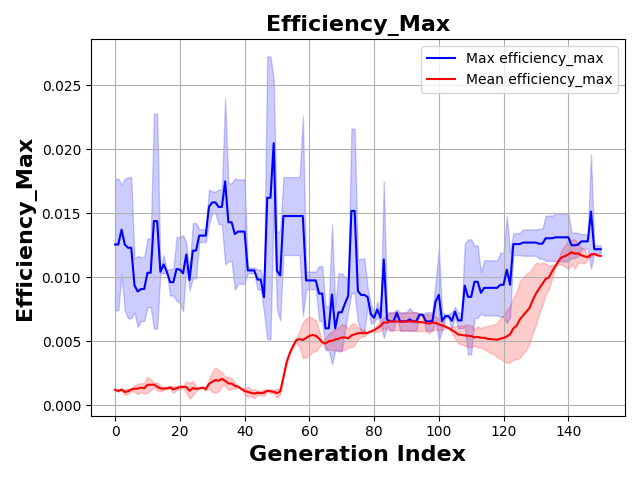 Efficiency_Max
Max efficiency_max
Mean efficiency_max
Efficiency_Max
0.025
0.020
0.015
0.010
0.005
0.000
0 20 40 60 80 100 120 140
Generation Index